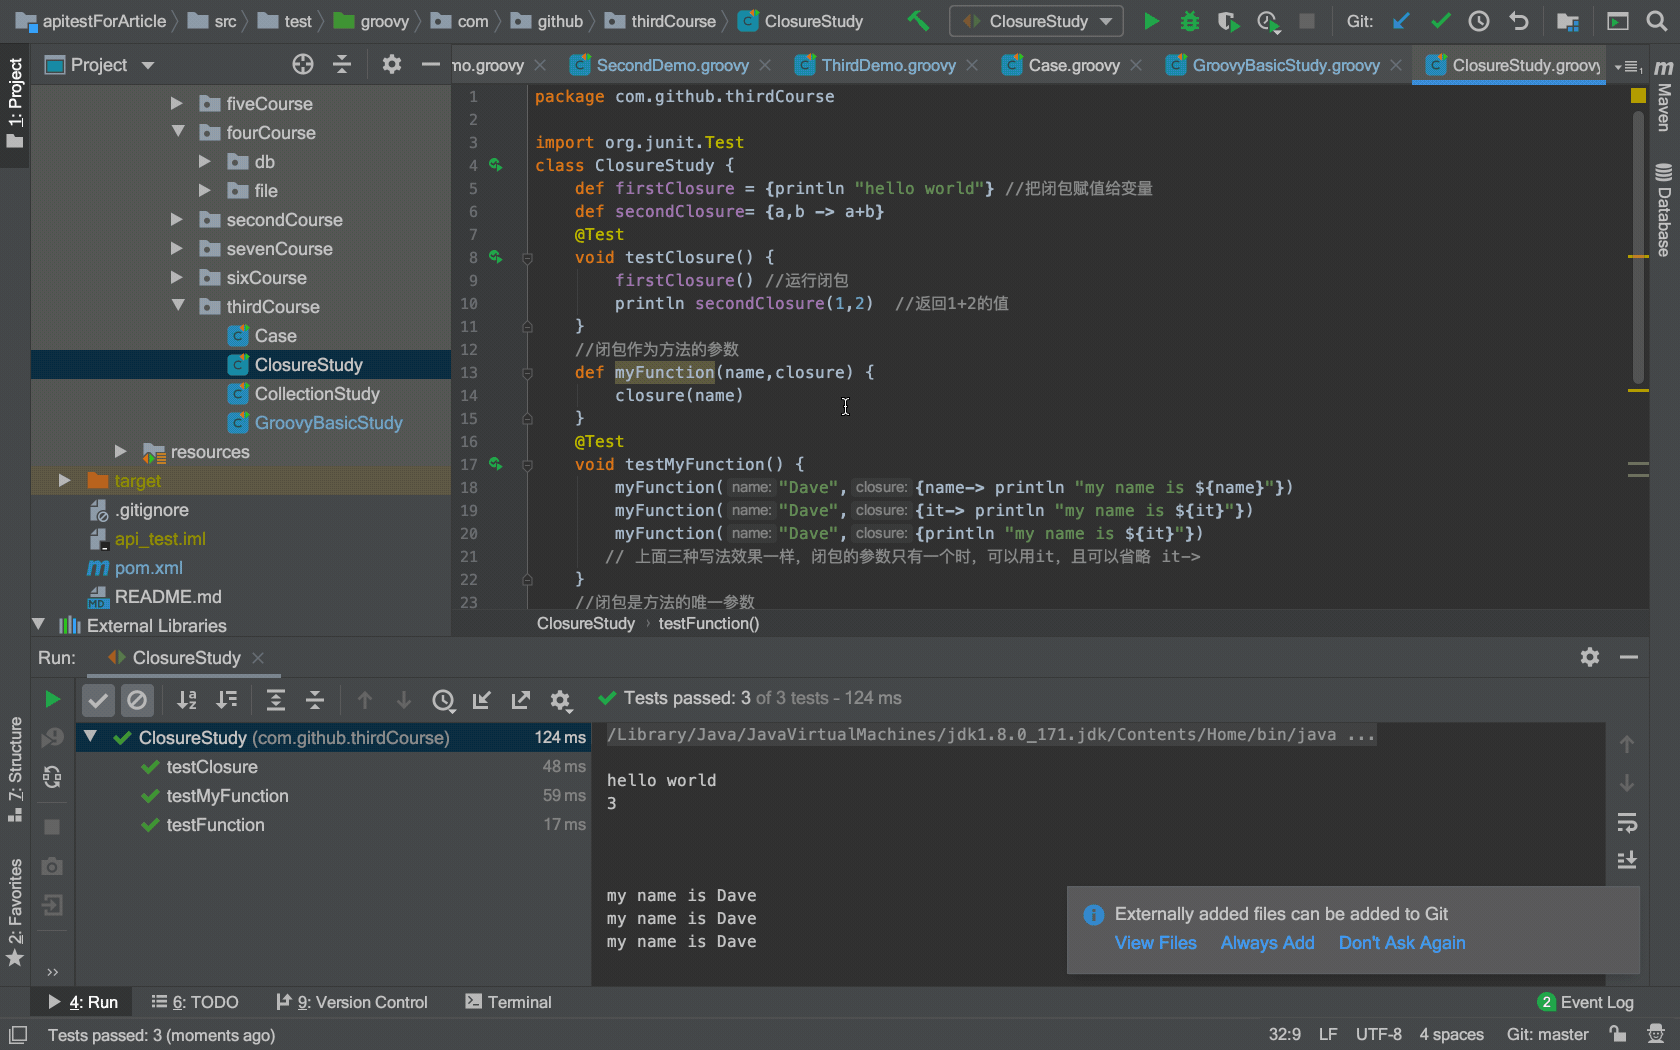 apitestForArticle src test groovy com github thirdCourse ClosureStudy ClosureStudy Git:
1: Project
Project
fiveCourse
fourCourse
db
file
secondCourse
sevenCourse
sixCourse
thirdCourse
Case
ClosureStudy
CollectionStudy
GroovyBasicStudy
resources
target
.gitignore
api_test.iml
pom.xml
README.md
External Libraries
mo.groovy SecondDemo.groovy ThirdDemo.groovy Case.groovy GroovyBasicStudy.groovy ClosureStudy.groovy
1 package com.github.thirdCourse
2
3 import org.junit.Test
4 class ClosureStudy {
5 def firstClosure = {println "hello world"} //把闭包赋值给变量
6 def secondClosure= {a,b -> a+b}
7 @Test
8 void testClosure() {
9 firstClosure() //运行闭包
10 println secondClosure(1,2) //返回1+2的值
11 }
12 //闭包作为方法的参数
13 def myFunction(name,closure) {
14 closure(name)
15 }
16 @Test
17 void testMyFunction() {
18 myFunction( name: "Dave", closure: {name-> println "my name is ${name}"})
19 myFunction( name: "Dave", closure: {it-> println "my name is ${it}"})
20 myFunction( name: "Dave", closure: {println "my name is ${it}"})
21 // 上面三种写法效果一样，闭包的参数只有一个时，可以用it，且可以省略 it->
22 }
23 //闭包是方法的唯一参数
ClosureStudy › testFunction()
Maven
Database
Run: ClosureStudy
Tests passed: 3 of 3 tests - 124 ms
ClosureStudy (com.github.thirdCourse) 124 ms
testClosure 48 ms
testMyFunction 59 ms
testFunction 17 ms
/Library/Java/JavaVirtualMachines/jdk1.8.0_171.jdk/Contents/Home/bin/java ...
hello world
3
my name is Dave
my name is Dave
my name is Dave
Externally added files can be added to Git
View Files Always Add Don't Ask Again
7: Structure
2: Favorites
4: Run 6: TODO 9: Version Control Terminal 2 Event Log
Tests passed: 3 (moments ago) 32:9 LF UTF-8 4 spaces Git: master